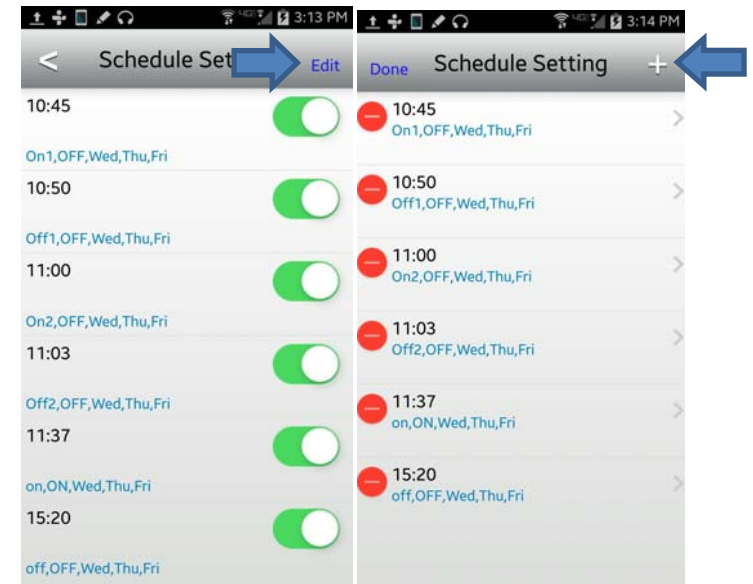 3:13 PM
< Schedule Set Edit
10:45
On1,OFF,Wed,Thu,Fri
10:50
Off1,OFF,Wed,Thu,Fri
11:00
On2,OFF,Wed,Thu,Fri
11:03
Off2,OFF,Wed,Thu,Fri
11:37
on,ON,Wed,Thu,Fri
15:20
off,OFF,Wed,Thu,Fri
3:14 PM
Done Schedule Setting +
10:45
On1,OFF,Wed,Thu,Fri
10:50
Off1,OFF,Wed,Thu,Fri
11:00
On2,OFF,Wed,Thu,Fri
11:03
Off2,OFF,Wed,Thu,Fri
11:37
on,ON,Wed,Thu,Fri
15:20
off,OFF,Wed,Thu,Fri